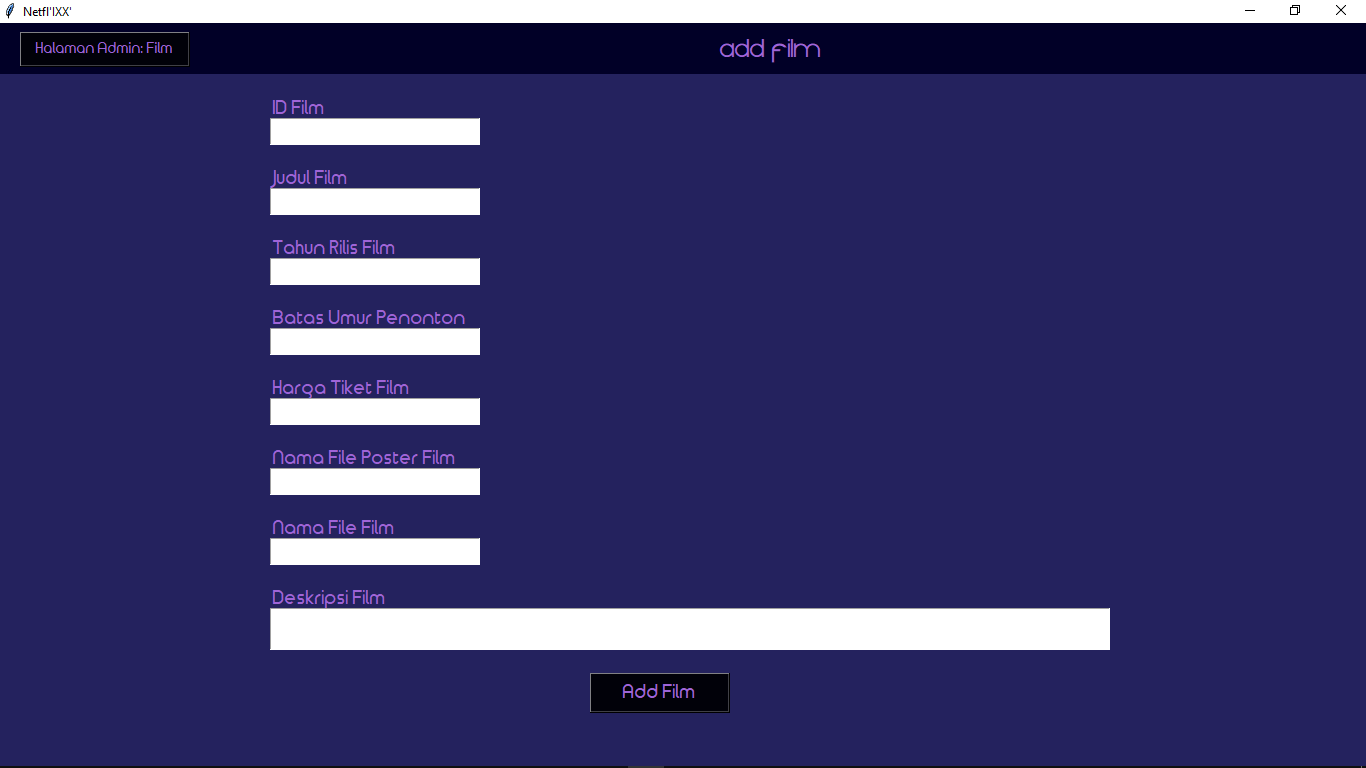 Netfl'IXX'
Halaman Admin: Film
add film
ID Film
Judul Film
Tahun Rilis Film
Batas Umur Penonton
Harga Tiket Film
Nama File Poster Film
Nama File Film
Deskripsi Film
Add Film